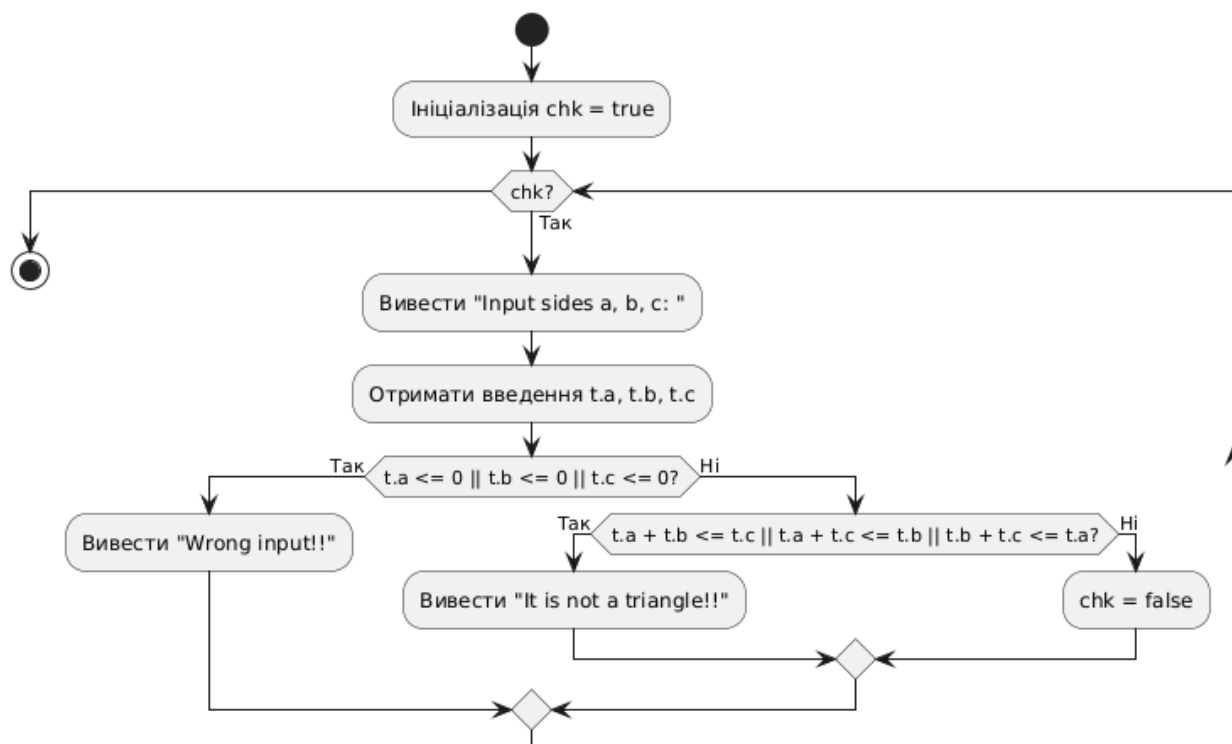 Ініціалізація chk = true
chk?
Так
Вивести "Input sides a, b, c: "
Отримати введення t.a, t.b, t.c
Так
t.a <= 0 || t.b <= 0 || t.c <= 0?
Ні
Вивести "Wrong input!!"
Так
t.a + t.b <= t.c || t.a + t.c <= t.b || t.b + t.c <= t.a?
Ні
Вивести "It is not a triangle!!"
chk = false